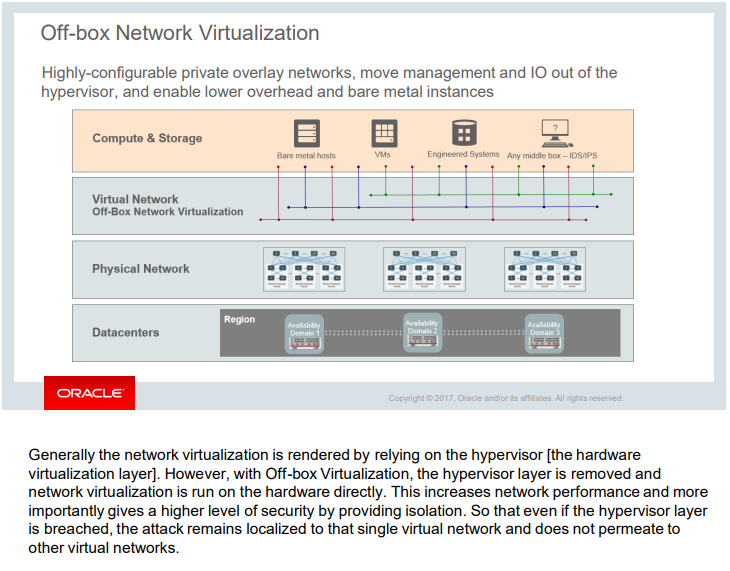 Off-box Network Virtualization
Highly-configurable private overlay networks, move management and IO out of the
hypervisor, and enable lower overhead and bare metal instances
Compute & Storage
?
Bare metal hosts
VMs
Engineered Systems
Any middle box – IDS/IPS
Virtual Network
Off-Box Network Virtualization
Physical Network
Datacenters
Region
Availability
Domain 1
Availability
Domain 2
Availability
Domain 3
ORACLE
Copyright © 2017, Oracle and/or its affiliates. All rights reserved.
Generally the network virtualization is rendered by relying on the hypervisor [the hardware
virtualization layer]. However, with Off-box Virtualization, the hypervisor layer is removed and
network virtualization is run on the hardware directly. This increases network performance and more
importantly gives a higher level of security by providing isolation. So that even if the hypervisor layer
is breached, the attack remains localized to that single virtual network and does not permeate to
other virtual networks.